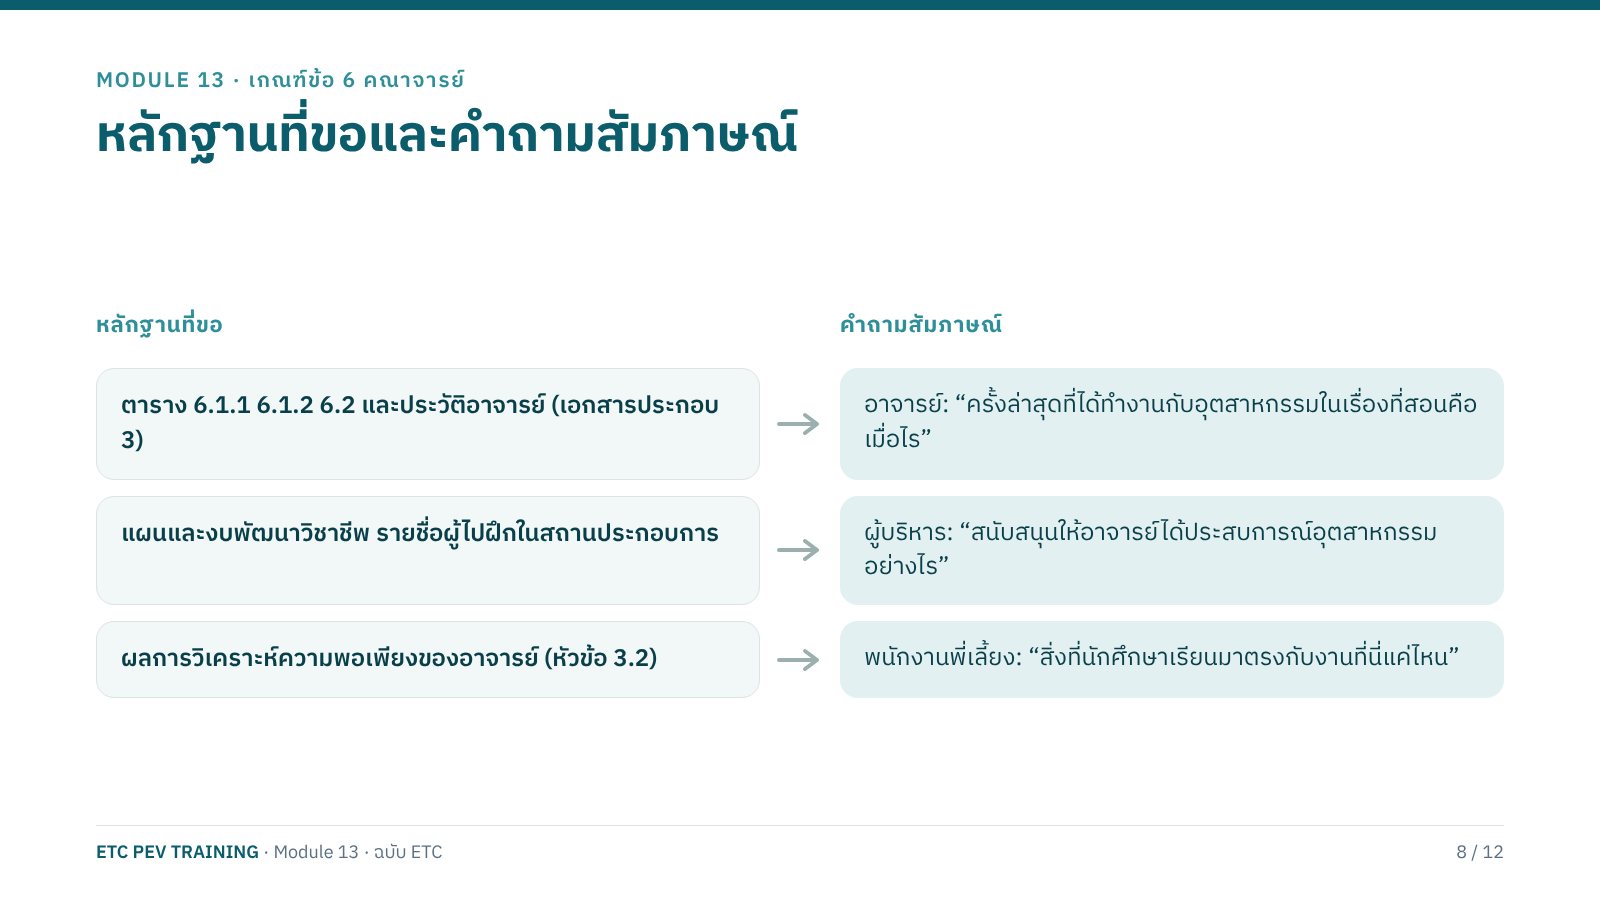 MODULE 13 · เกณฑ์ข้อ 6 คณาจารย์
หลักฐานที่ขอและคำถามสัมภาษณ์
หลักฐานที่ขอ
คำถามสัมภาษณ์
ตาราง 6.1.1 6.1.2 6.2 และประวัติอาจารย์ (เอกสารประกอบ
3)
อาจารย์: “ครั้งล่าสุดที่ได้ทำงานกับอุตสาหกรรมในเรื่องที่สอนคือ
เมื่อไร”
แผนและงบพัฒนาวิชาชีพ รายชื่อผู้ไปฝึกในสถานประกอบการ
ผู้บริหาร: “สนับสนุนให้อาจารย์ได้ประสบการณ์อุตสาหกรรม
อย่างไร”
ผลการวิเคราะห์ความพอเพียงของอาจารย์ (หัวข้อ 3.2)
พนักงานพี่เลี้ยง: “สิ่งที่นักศึกษาเรียนมาตรงกับงานที่นี่แค่ไหน”
ETC PEV TRAINING · Module 13 · ฉบับ ETC
8 / 12